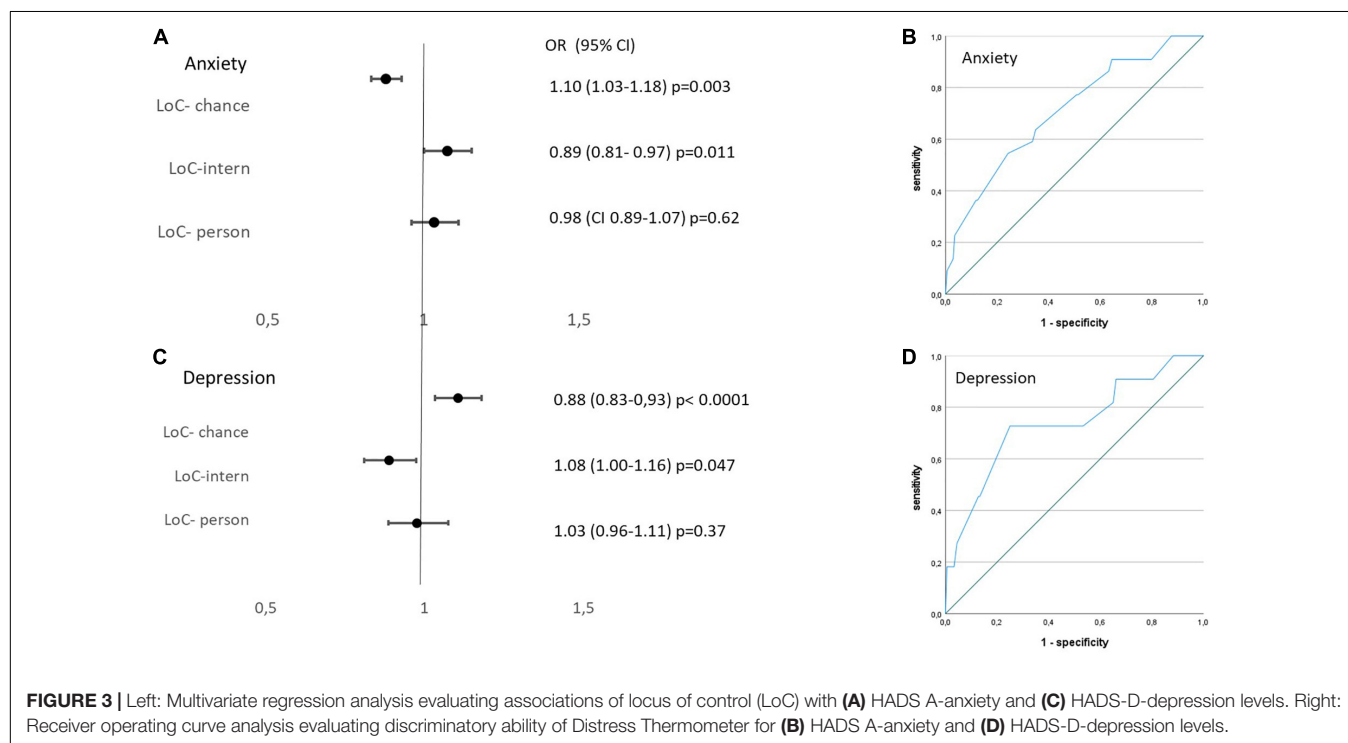 A
OR (95% CI)
Anxiety
1.10 (1.03-1.18) p=0.003
LoC- chance
0.89 (0.81- 0.97) p=0.011
LoC-intern
0.98 (CI 0.89-1.07) p=0.62
LoC- person
0,5 1 1,5
B
Anxiety
1,0
0,8
0,6
0,4
0,2
0,0
sensitivity
0,0 0,2 0,4 0,6 0,8 1,0
1 - specificity
C
Depression
0.88 (0.83-0,93) p< 0.0001
LoC- chance
1.08 (1.00-1.16) p=0.047
LoC-intern
LoC- person
1.03 (0.96-1.11) p=0.37
0,5 1 1,5
D
Depression
1,0
0,8
0,6
0,4
0,2
0,0
sensitivity
0,0 0,2 0,4 0,6 0,8 1,0
1 - specificity
FIGURE 3 | Left: Multivariate regression analysis evaluating associations of locus of control (LoC) with (A) HADS A-anxiety and (C) HADS-D-depression levels. Right:
Receiver operating curve analysis evaluating discriminatory ability of Distress Thermometer for (B) HADS A-anxiety and (D) HADS-D-depression levels.